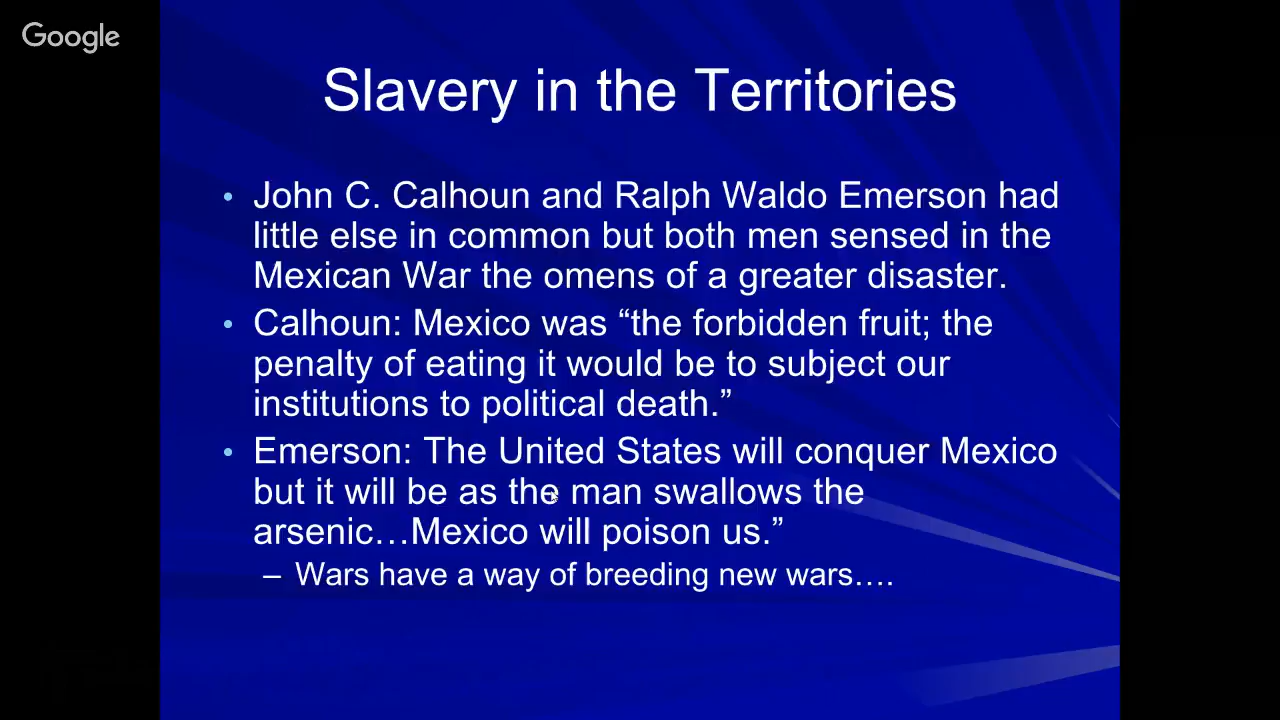 Google
Slavery in the Territories
• John C. Calhoun and Ralph Waldo Emerson had
little else in common but both men sensed in the
Mexican War the omens of a greater disaster.
• Calhoun: Mexico was “the forbidden fruit; the
penalty of eating it would be to subject our
institutions to political death.”
• Emerson: The United States will conquer Mexico
but it will be as the man swallows the
arsenic…Mexico will poison us.”
– Wars have a way of breeding new wars….